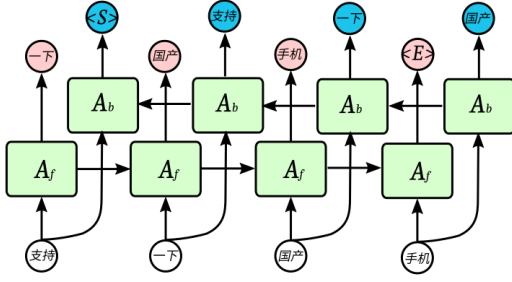 <S> 支持 一下 国产
一下 国产 手机 <E>
A_b A_b A_b A_b
A_f A_f A_f A_f
支持 一下 国产 手机